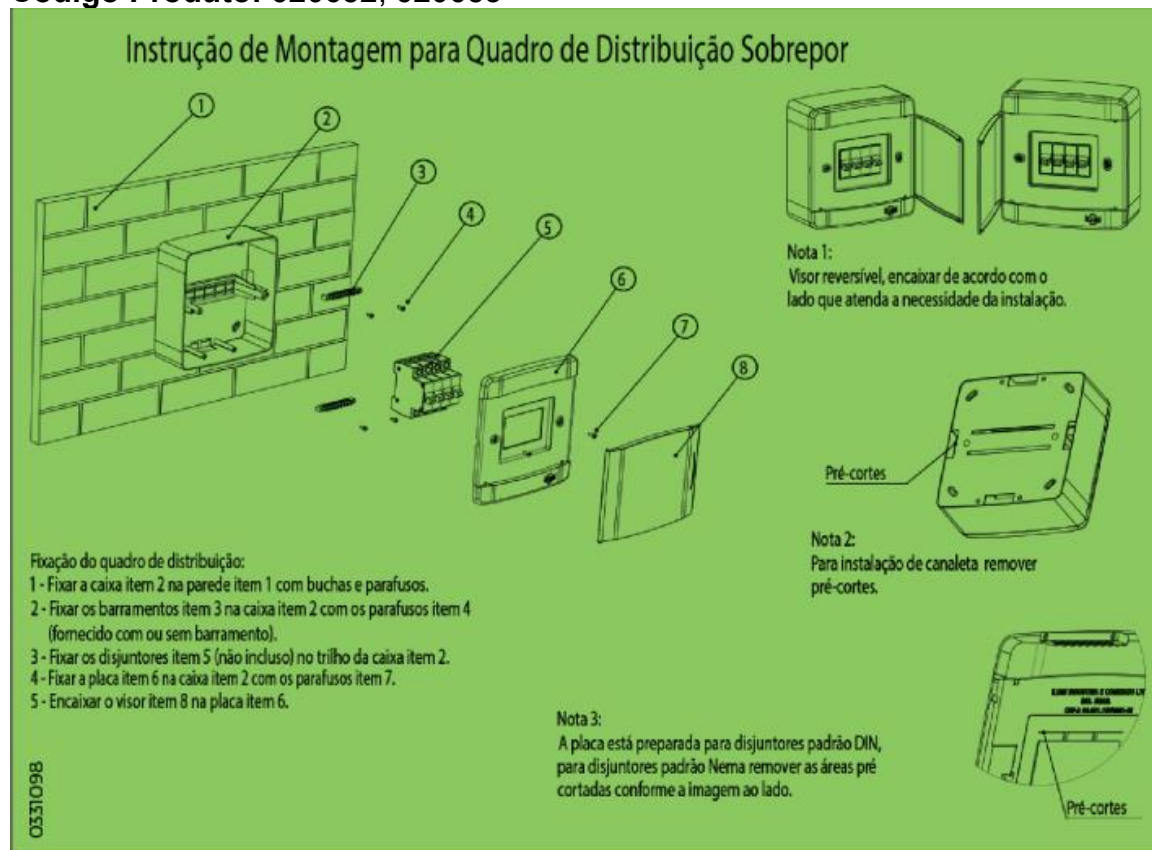 Instrução de Montagem para Quadro de Distribuição Sobrepor
1
2
3
4
5
6
7
8
Nota 1:
Visor reversível, encaixar de acordo com o
lado que atenda a necessidade da instalação.
Pré-cortes
Nota 2:
Para instalação de canaleta remover
pré-cortes.
Fixação do quadro de distribuição:
1 - Fixar a caixa item 2 na parede item 1 com buchas e parafusos.
2 - Fixar os barramentos item 3 na caixa item 2 com os parafusos item 4
(fornecido com ou sem barramento).
3 - Fixar os disjuntores item 5 (não incluso) no trilho da caixa item 2.
4 - Fixar a placa item 6 na caixa item 2 com os parafusos item 7.
5 - Encaixar o visor item 8 na placa item 6.
Nota 3:
A placa está preparada para disjuntores padrão DIN,
para disjuntores padrão Nema remover as áreas pré
cortadas conforme a imagem ao lado.
Pré-cortes
0331098